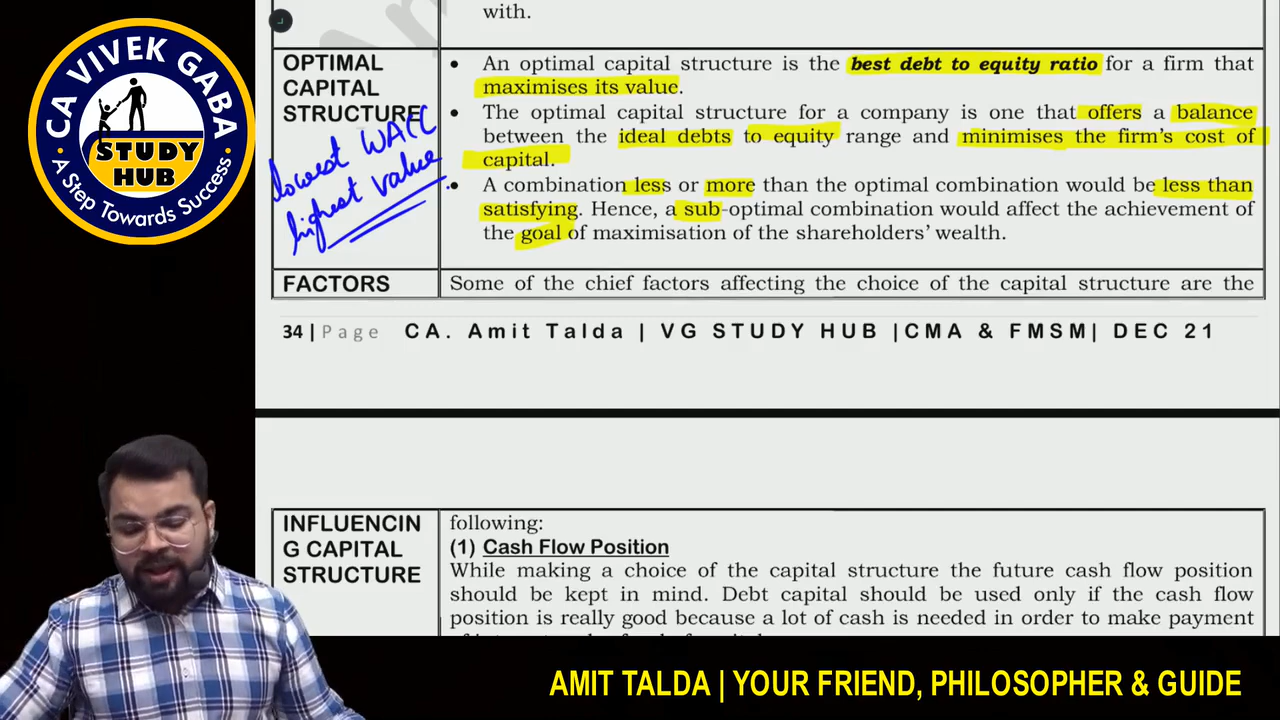 with.
OPTIMAL
CAPITAL
STRUCTURE
lowest WACC
highest value
• An optimal capital structure is the best debt to equity ratio for a firm that
maximises its value.
• The optimal capital structure for a company is one that offers a balance
between the ideal debts to equity range and minimises the firm's cost of
capital.
• A combination less or more than the optimal combination would be less than
satisfying. Hence, a sub-optimal combination would affect the achievement of
the goal of maximisation of the shareholders' wealth.
FACTORS
Some of the chief factors affecting the choice of the capital structure are the
34 | Page CA. Amit Talda | VG STUDY HUB |CMA & FMSM| DEC 21
INFLUENCIN
G CAPITAL
STRUCTURE
following:
(1) Cash Flow Position
While making a choice of the capital structure the future cash flow position
should be kept in mind. Debt capital should be used only if the cash flow
position is really good because a lot of cash is needed in order to make payment
CA VIVEK GABA
STUDY
HUB
· A Step Towards Success ·
AMIT TALDA | YOUR FRIEND, PHILOSOPHER & GUIDE